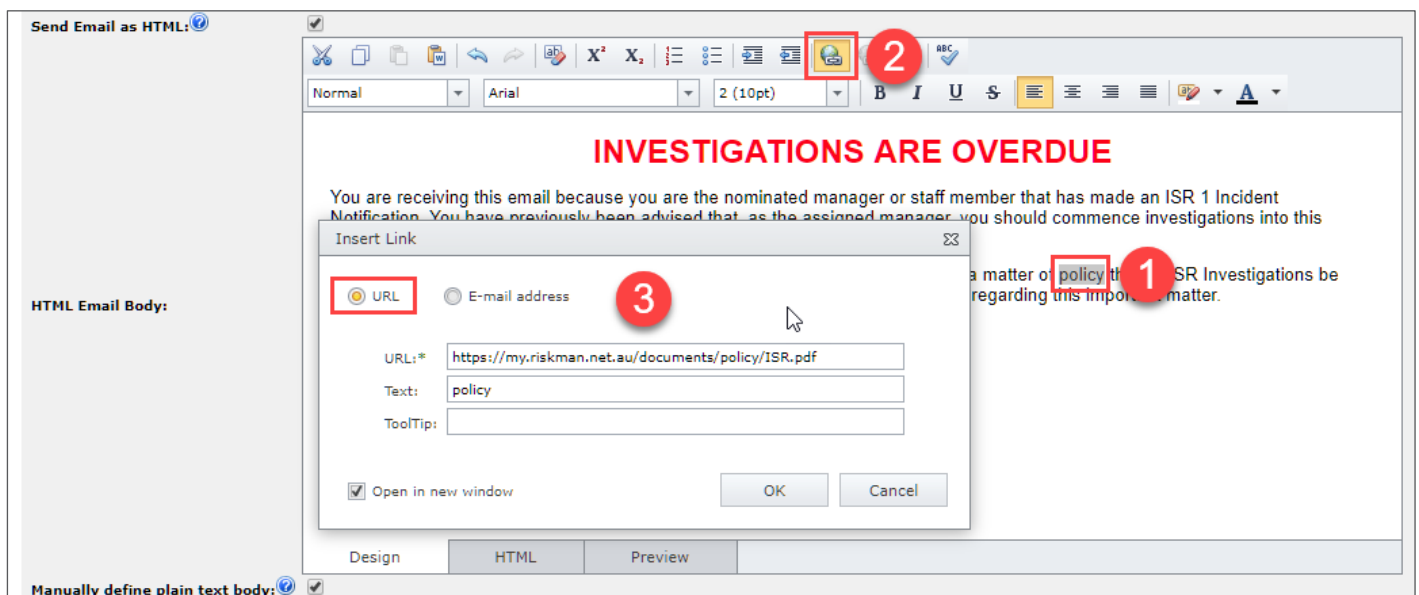 Send Email as HTML:
X² X₂ ABC
2
Normal Arial 2 (10pt) B I U S A
INVESTIGATIONS ARE OVERDUE
You are receiving this email because you are the nominated manager or staff member that has made an ISR 1 Incident
Notification. You have previously been advised that, as the assigned manager, you should commence investigations into this
a matter of policy th SR Investigations be
1
regarding this important matter.
HTML Email Body:
Insert Link
URL E-mail address
3
URL:* https://my.riskman.net.au/documents/policy/ISR.pdf
Text: policy
ToolTip:
Open in new window OK Cancel
Design HTML Preview
Manually define plain text body: